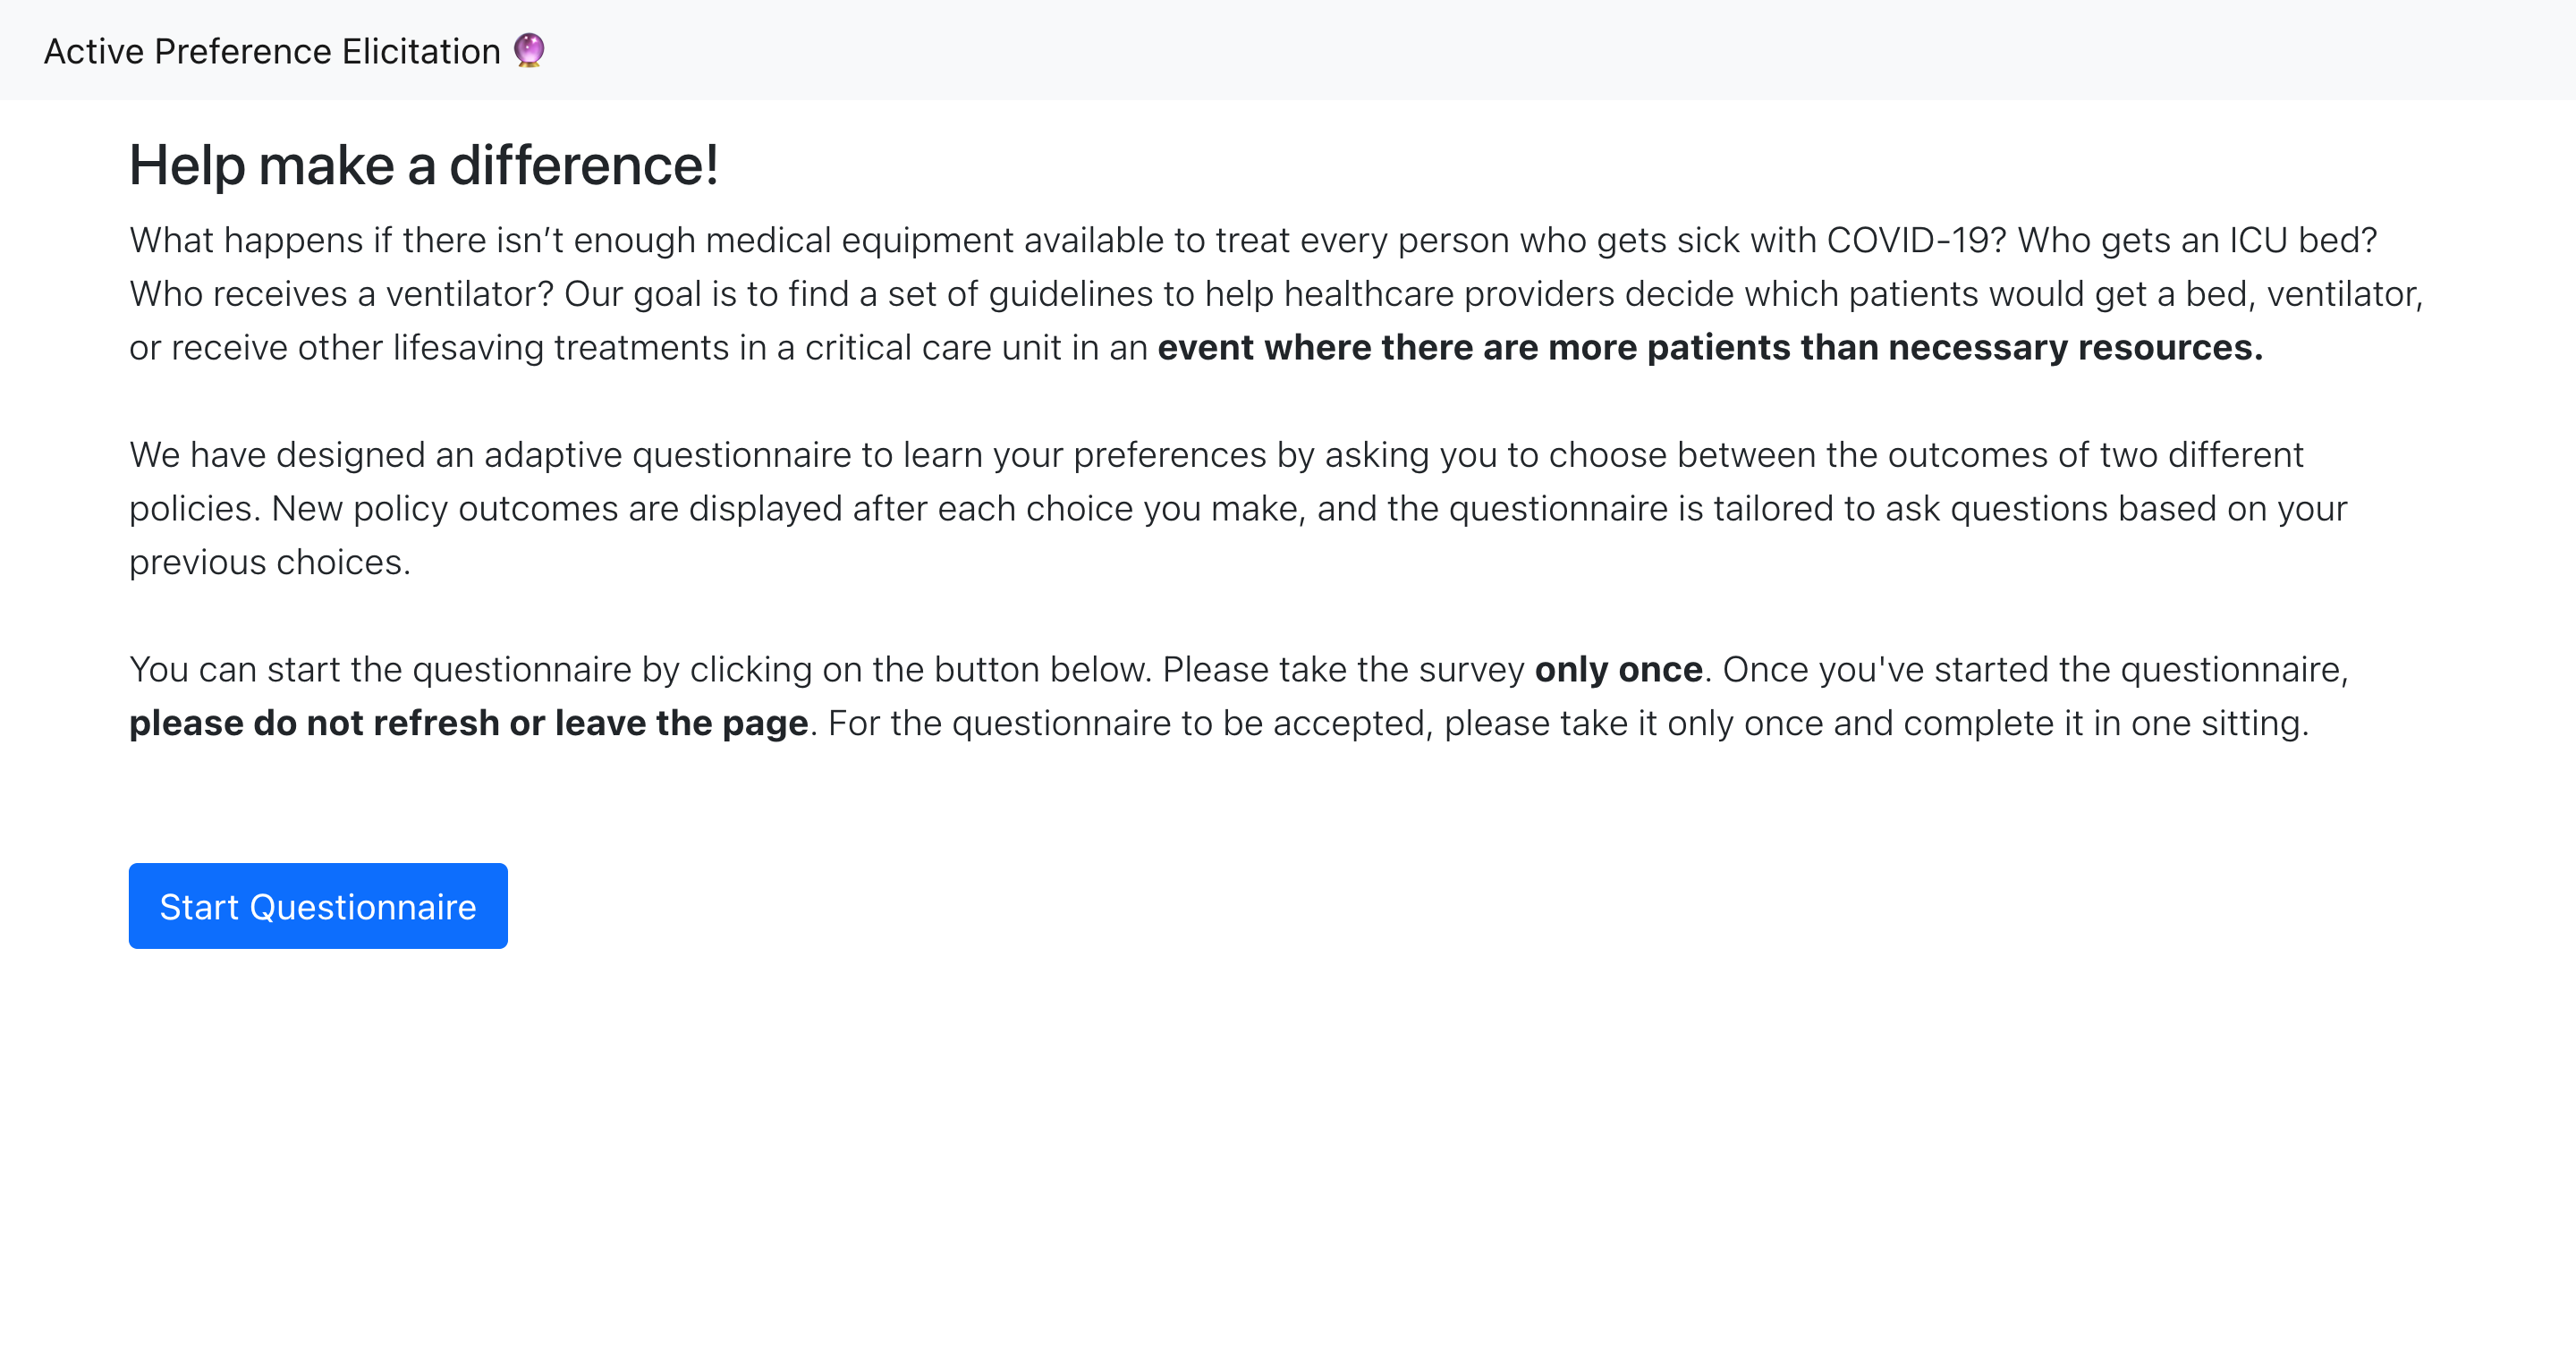 Active Preference Elicitation 🔮
Help make a difference!
What happens if there isn’t enough medical equipment available to treat every person who gets sick with COVID-19? Who gets an ICU bed?
Who receives a ventilator? Our goal is to find a set of guidelines to help healthcare providers decide which patients would get a bed, ventilator,
or receive other lifesaving treatments in a critical care unit in an event where there are more patients than necessary resources.
We have designed an adaptive questionnaire to learn your preferences by asking you to choose between the outcomes of two different
policies. New policy outcomes are displayed after each choice you make, and the questionnaire is tailored to ask questions based on your
previous choices.
You can start the questionnaire by clicking on the button below. Please take the survey only once. Once you've started the questionnaire,
please do not refresh or leave the page. For the questionnaire to be accepted, please take it only once and complete it in one sitting.
Start Questionnaire